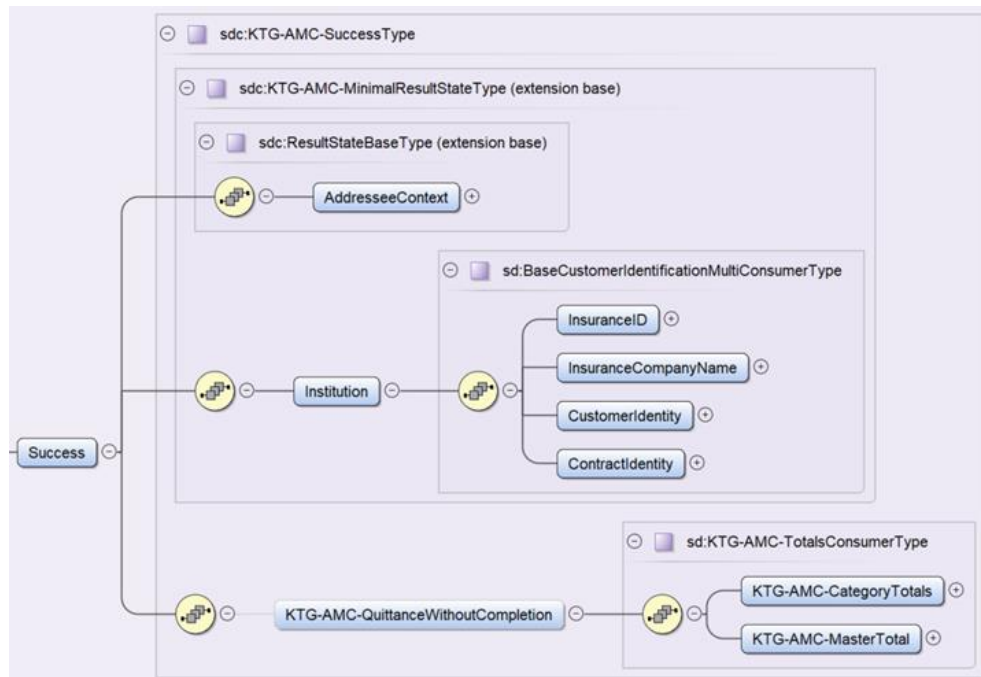 sdc:KTG-AMC-SuccessType
sdc:KTG-AMC-MinimalResultStateType (extension base)
sdc:ResultStateBaseType (extension base)
AddresseeContext
sd:BaseCustomerIdentificationMultiConsumerType
InsuranceID
InsuranceCompanyName
Institution
CustomerIdentity
Success
ContractIdentity
sd:KTG-AMC-TotalsConsumerType
KTG-AMC-CategoryTotals
KTG-AMC-QuittanceWithoutCompletion
KTG-AMC-MasterTotal